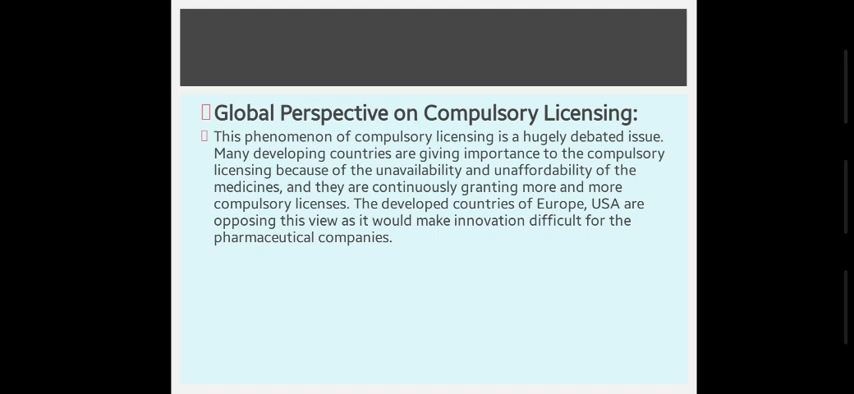 Global Perspective on Compulsory Licensing:
This phenomenon of compulsory licensing is a hugely debated issue.
Many developing countries are giving importance to the compulsory
licensing because of the unavailability and unaffordability of the
medicines, and they are continuously granting more and more
compulsory licenses. The developed countries of Europe, USA are
opposing this view as it would make innovation difficult for the
pharmaceutical companies.